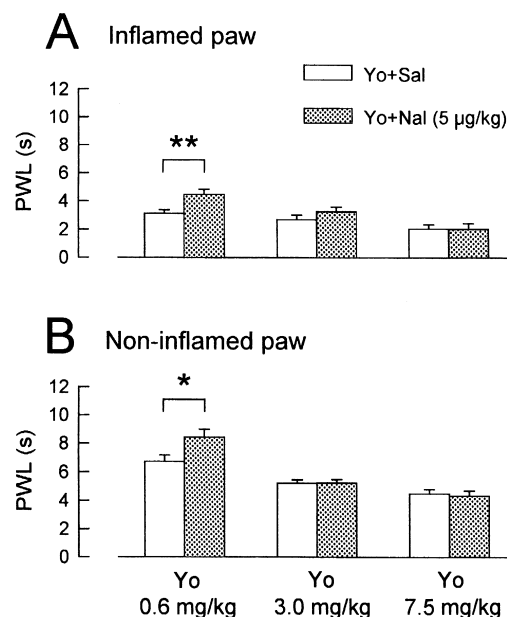 A Inflamed paw
Yo+Sal
Yo+Nal (5 μg/kg)
PWL (s)
12
10
8
6
4
2
0
**
B Non-inflamed paw
PWL (s)
12
10
8
6
4
2
0
*
Yo Yo Yo
0.6 mg/kg 3.0 mg/kg 7.5 mg/kg